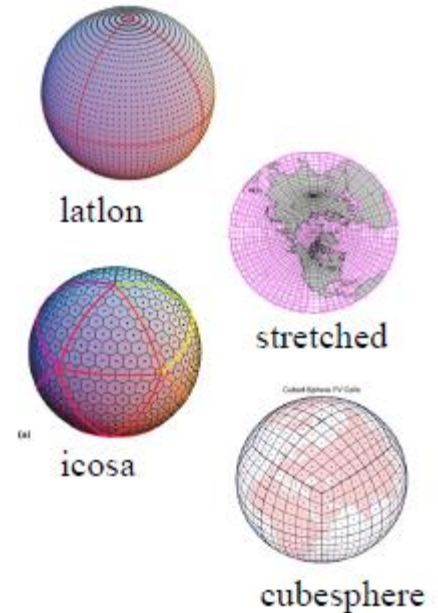 latlon
stretched
(a)
icosa
Cubed-Sphere FV Cells
cubesphere